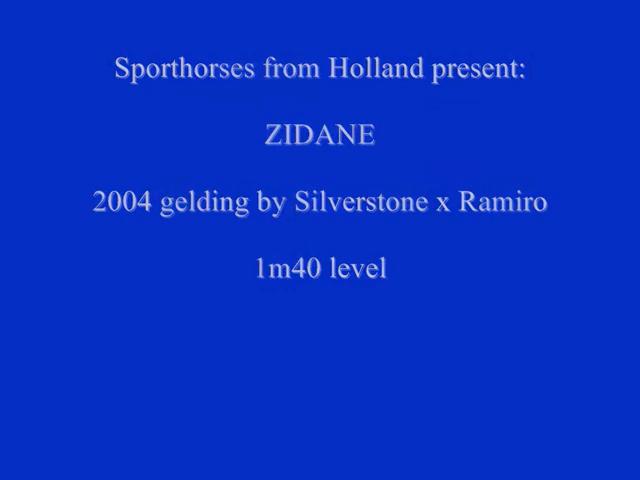 Sporthorses from Holland present:
ZIDANE
2004 gelding by Silverstone x Ramiro
1m40 level